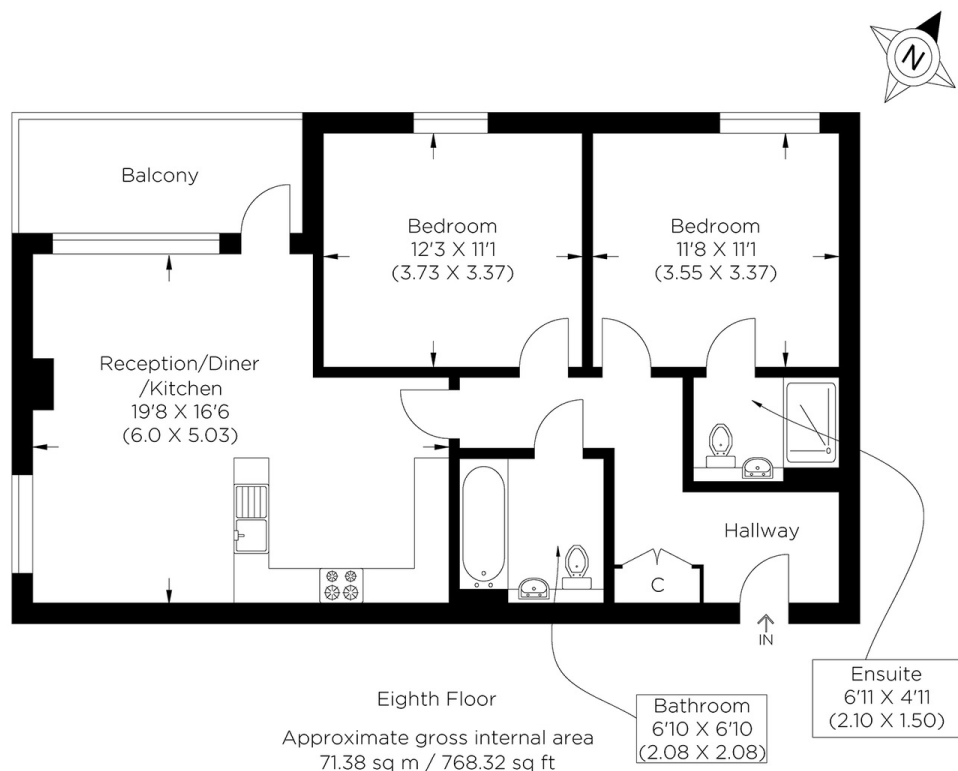 N
Balcony
Bedroom
12'3 X 11'1
(3.73 X 3.37)
Bedroom
11'8 X 11'1
(3.55 X 3.37)
Reception/Diner
/Kitchen
19'8 X 16'6
(6.0 X 5.03)
Hallway
C
IN
Ensuite
6'11 X 4'11
(2.10 X 1.50)
Bathroom
6'10 X 6'10
(2.08 X 2.08)
Eighth Floor
Approximate gross internal area
71.38 sq m / 768.32 sq ft